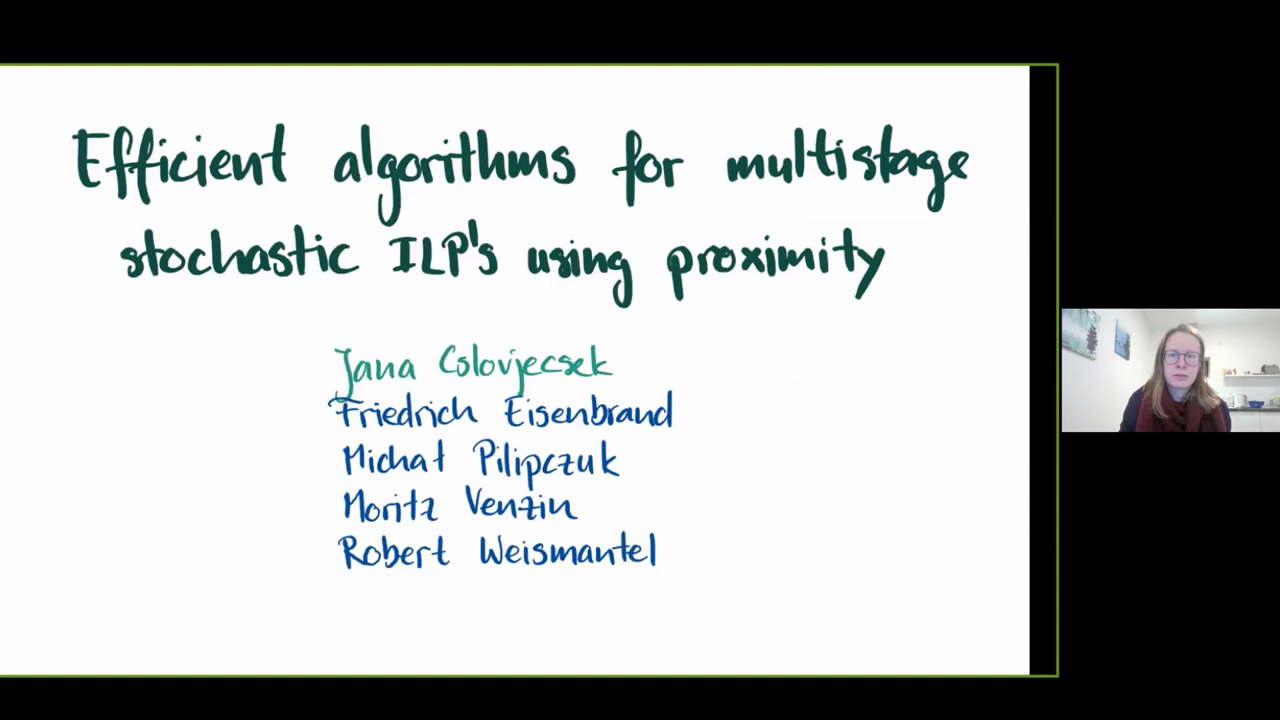 Efficient algorithms for multistage
stochastic ILP's using proximity
Jana Cslovjecsek
Friedrich Eisenbrand
Michał Pilipczuk
Moritz Venzin
Robert Weismantel